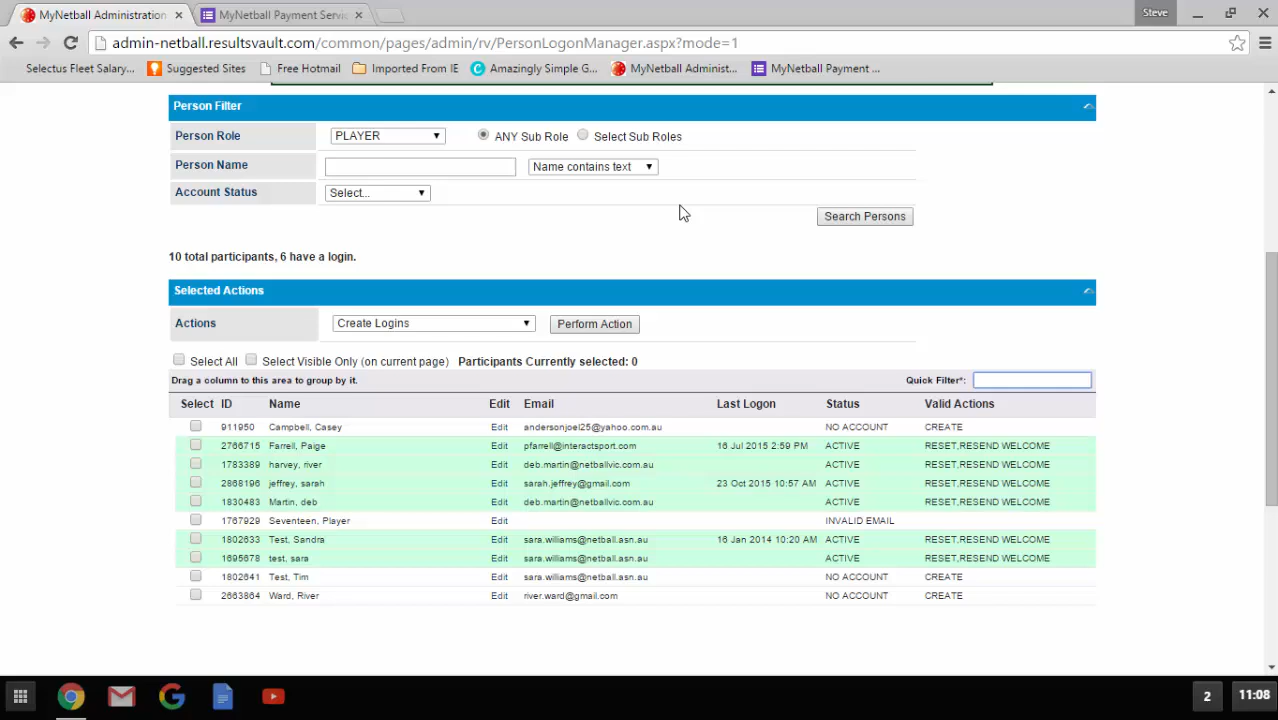 MyNetball Administration
MyNetball Payment Servic
Steve
admin-netball.resultsvault.com/common/pages/admin/rv/PersonLogonManager.aspx?mode=1
Selectus Fleet Salary... Suggested Sites Free Hotmail Imported From IE Amazingly Simple G... MyNetball Administ... MyNetball Payment ...
Person Filter
Person Role PLAYER ANY Sub Role Select Sub Roles
Person Name Name contains text
Account Status Select...
Search Persons
10 total participants, 6 have a login.
Selected Actions
Actions Create Logins Perform Action
Select All Select Visible Only (on current page) Participants Currently selected: 0
Drag a column to this area to group by it. Quick Filter*:
Select ID Name Edit Email Last Logon Status Valid Actions
911950 Campbell, Casey Edit andersonjoel25@yahoo.com.au NO ACCOUNT CREATE
2766715 Farrell, Paige Edit pfarrell@interactsport.com 16 Jul 2015 2:59 PM ACTIVE RESET,RESEND WELCOME
1783389 harvey, river Edit deb.martin@netballvic.com.au ACTIVE RESET,RESEND WELCOME
2868196 jeffrey, sarah Edit sarah.jeffrey@gmail.com 23 Oct 2015 10:57 AM ACTIVE RESET,RESEND WELCOME
1830483 Martin, deb Edit deb.martin@netballvic.com.au ACTIVE RESET,RESEND WELCOME
1767929 Seventeen, Player Edit INVALID EMAIL
1802633 Test, Sandra Edit sara.williams@netball.asn.au 16 Jan 2014 10:20 AM ACTIVE RESET,RESEND WELCOME
1695678 test, sara Edit sara.williams@netball.asn.au ACTIVE RESET,RESEND WELCOME
1802641 Test, Tim Edit sara.williams@netball.asn.au NO ACCOUNT CREATE
2663864 Ward, River Edit river.ward@gmail.com NO ACCOUNT CREATE
2 11:08